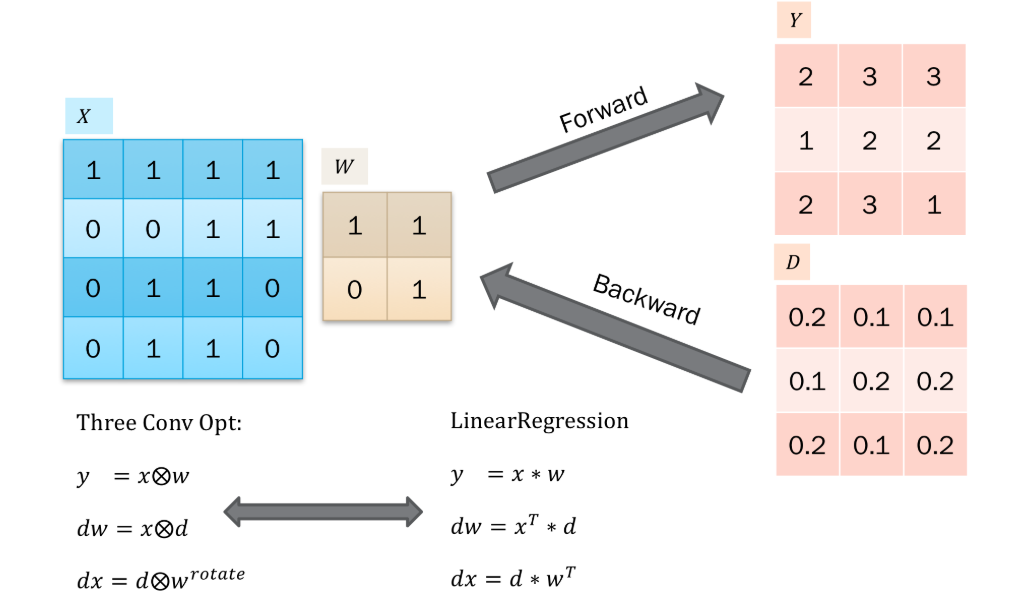 X
1 1 1 1
0 0 1 1
0 1 1 0
0 1 1 0
W
1 1
0 1
Forward
Backward
Y
2 3 3
1 2 2
2 3 1
D
0.2 0.1 0.1
0.1 0.2 0.2
0.2 0.1 0.2
Three Conv Opt:
y = x⊗w
dw = x⊗d
dx = d⊗w^{rotate}
LinearRegression
y = x ∗ w
dw = x^T ∗ d
dx = d ∗ w^T